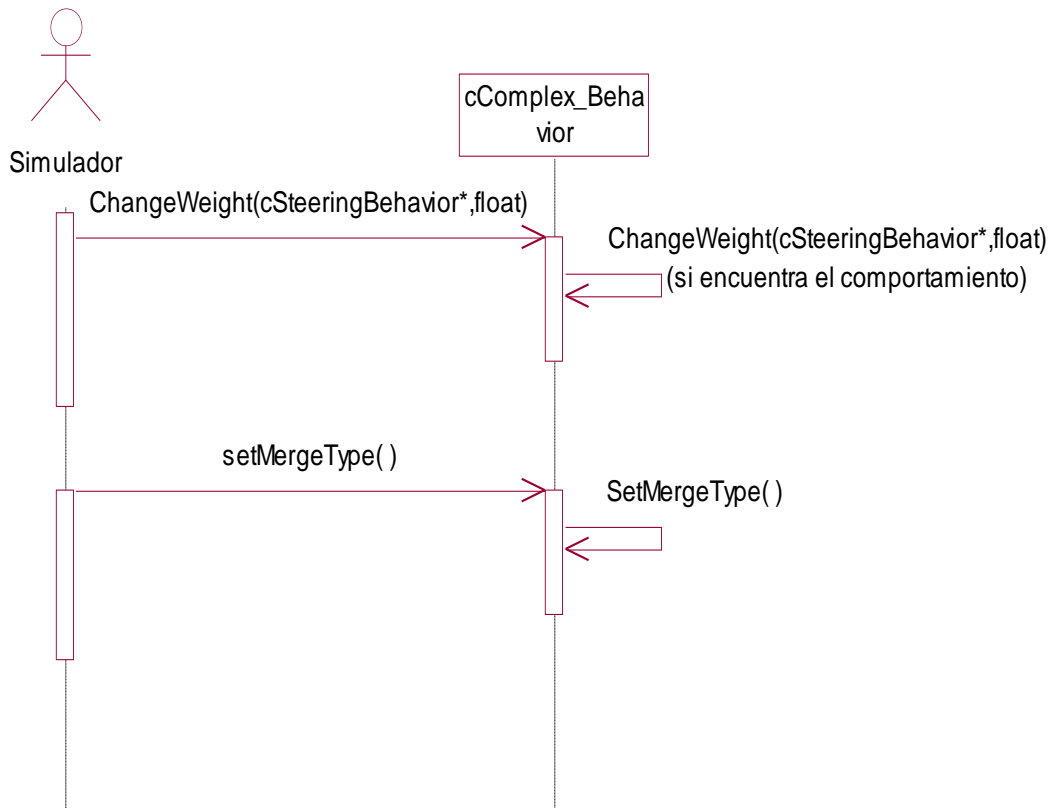 cComplex_Beha
vior
Simulador
ChangeWeight(cSteeringBehavior*,float)
ChangeWeight(cSteeringBehavior*,float)
(si encuentra el comportamiento)
setMergeType( )
SetMergeType( )